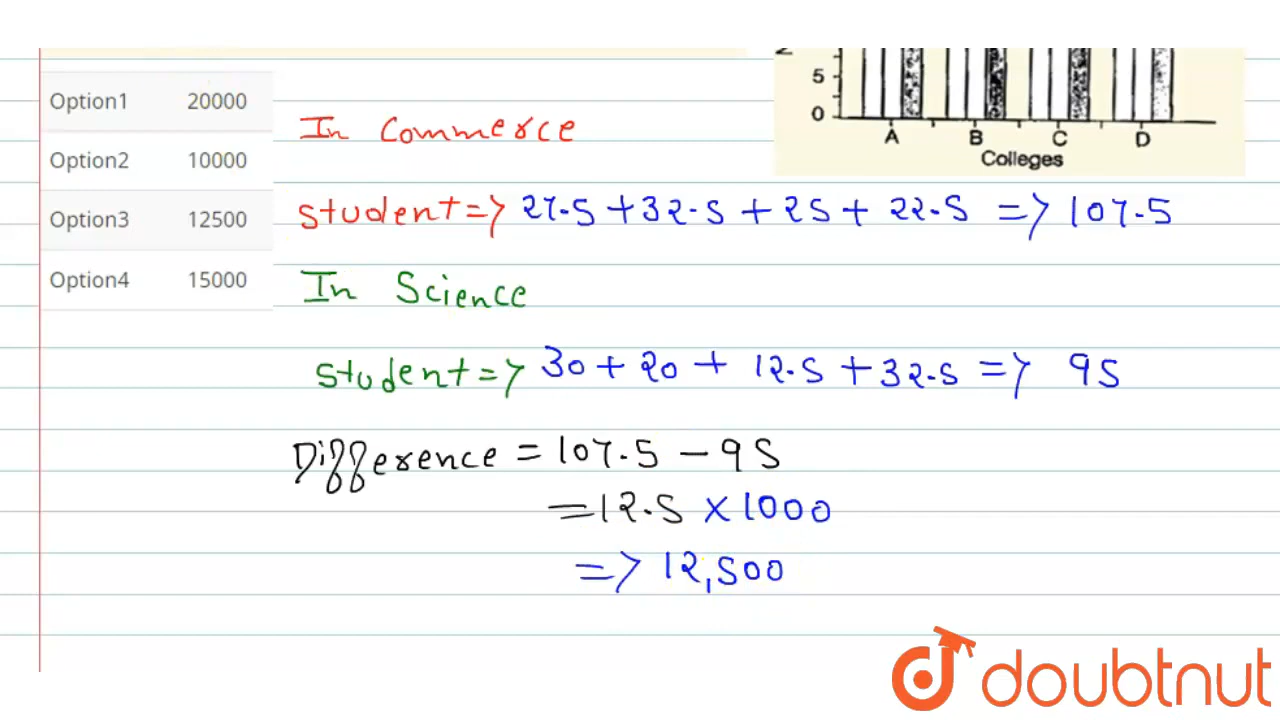 Option1 20000
Option2 10000
Option3 12500
Option4 15000
5
0
A B C D
Colleges
In Commerce
Student => 27.5 + 32.5 + 25 + 22.5 => 107.5
In Science
Student => 30 + 20 + 12.5 + 32.5 => 95
Difference = 107.5 - 95
= 12.5 × 1000
=> 12,500
doubtnut